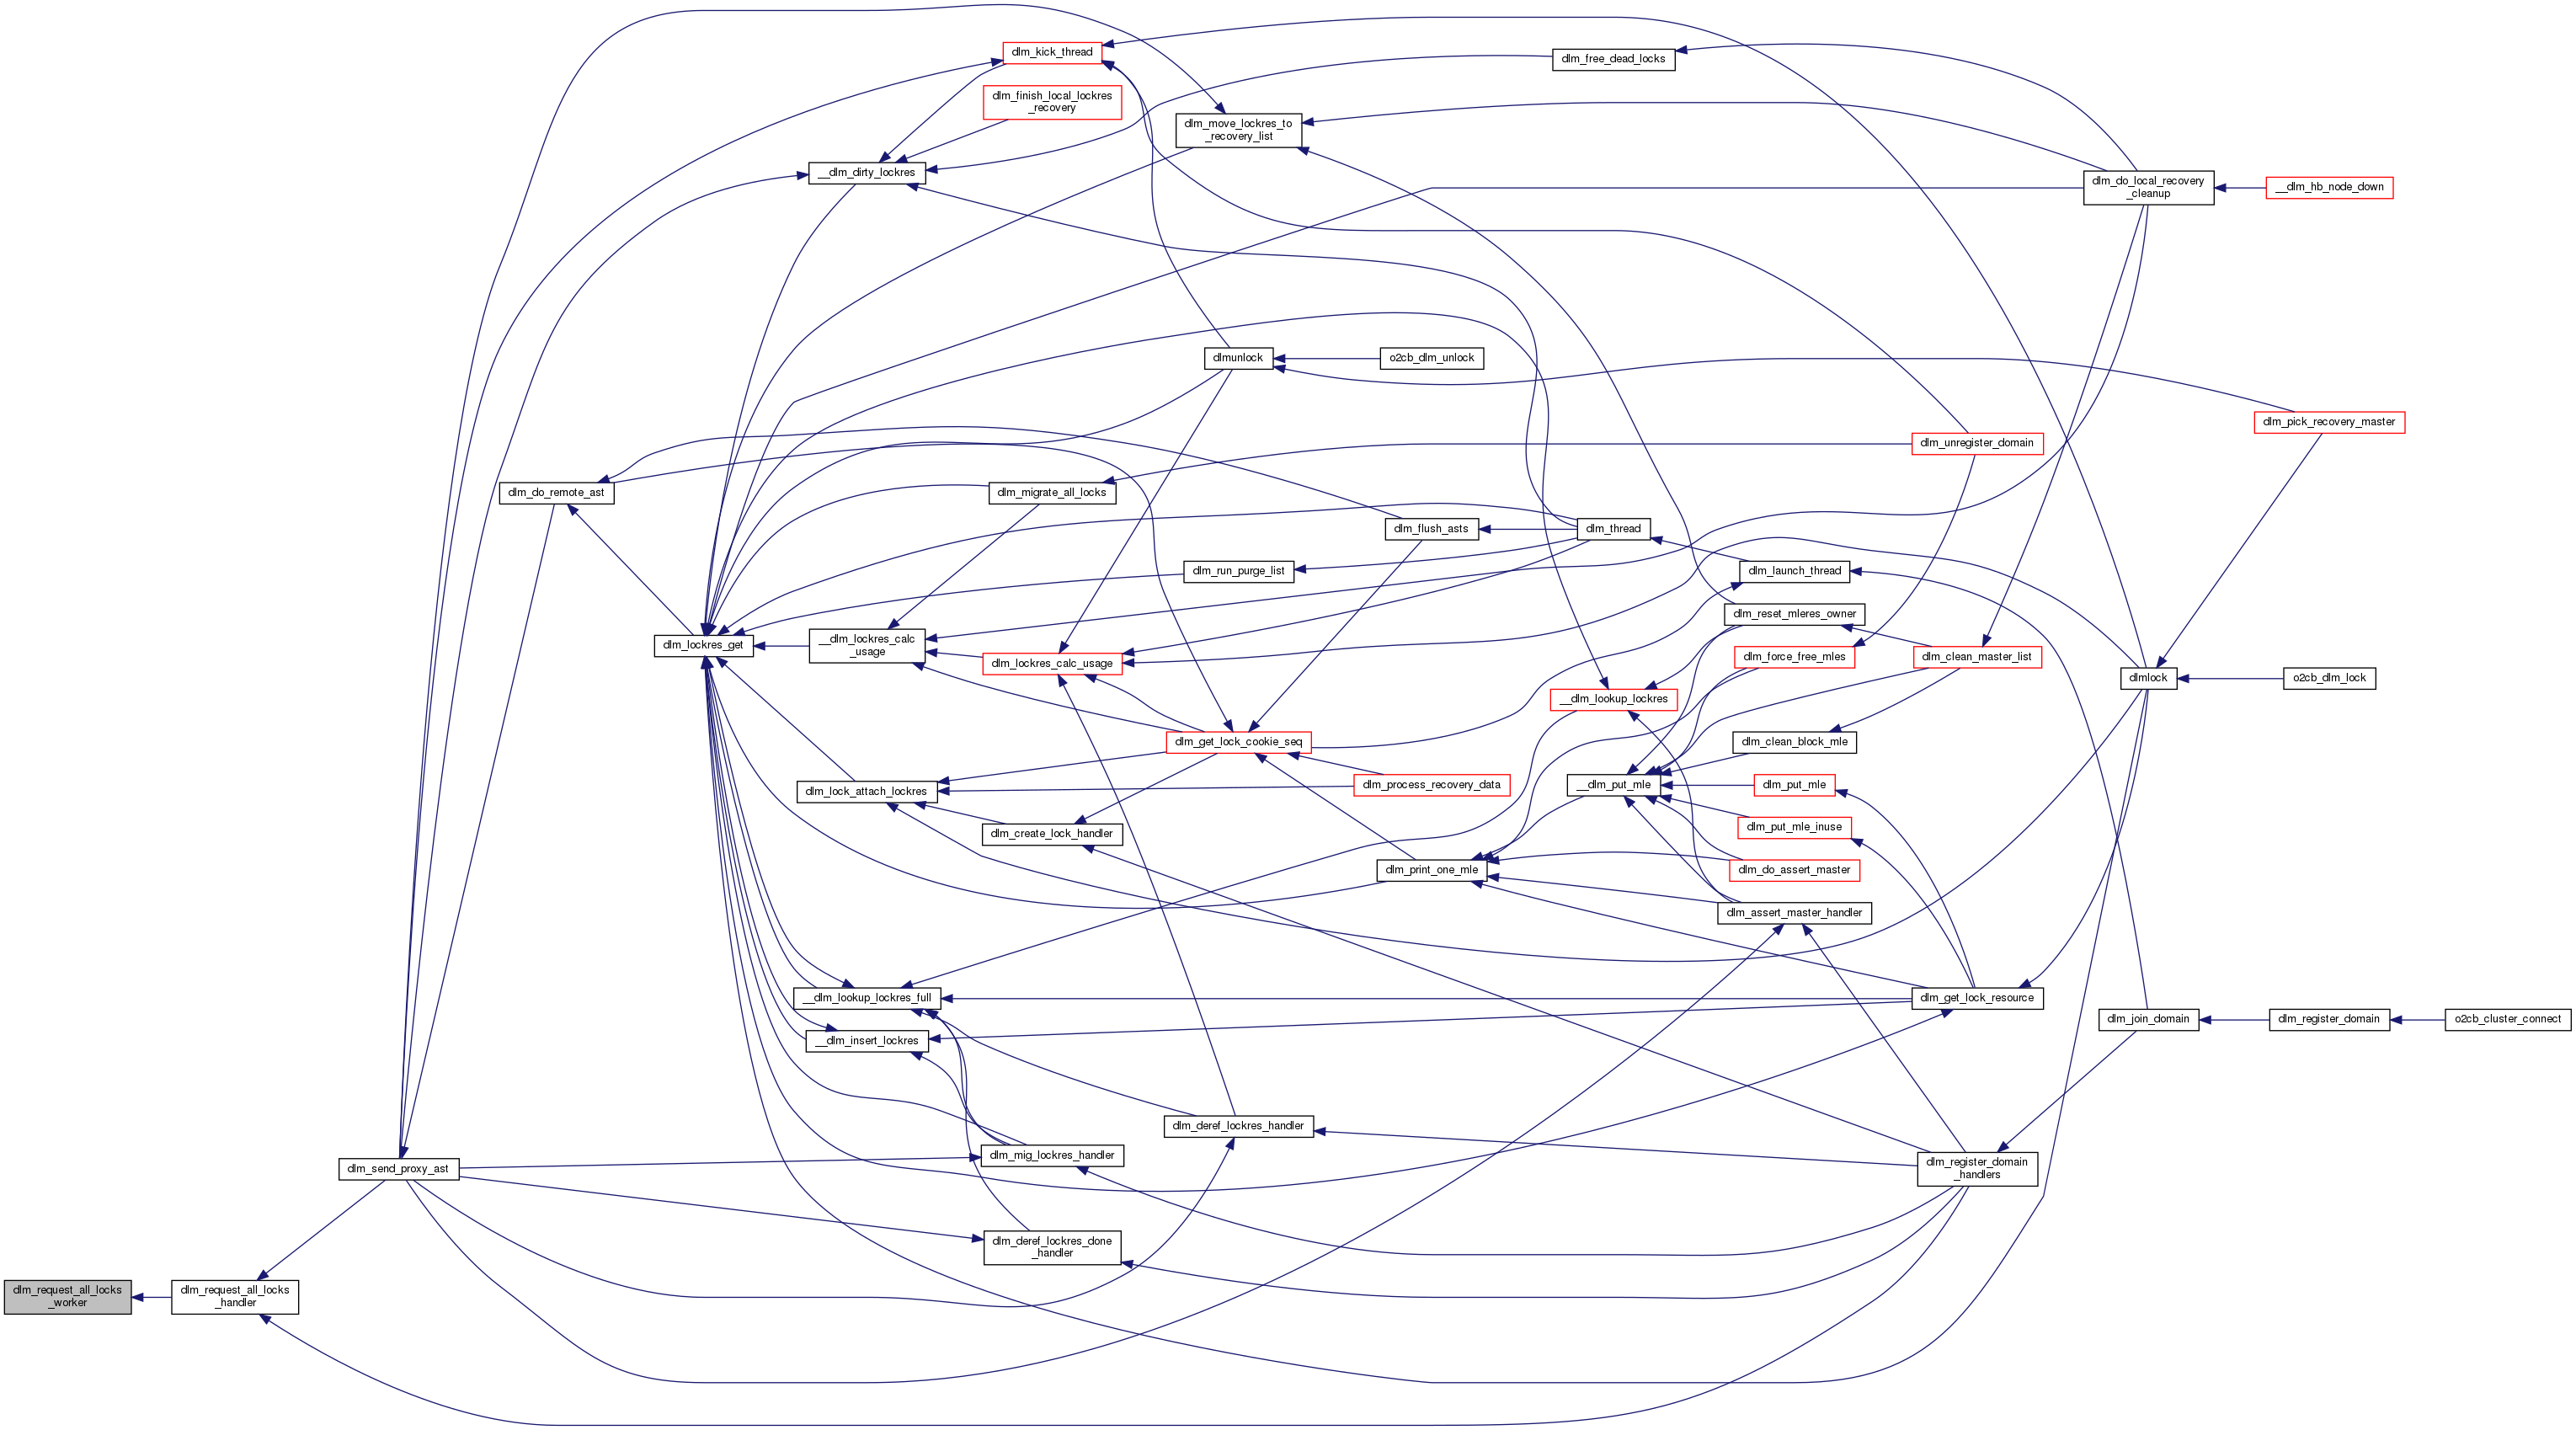 dlm_kick_thread
dlm_free_dead_locks
dlm_finish_local_lockres
_recovery
dlm_move_lockres_to
_recovery_list
__dlm_dirty_lockres
dlm_do_local_recovery
_cleanup
__dlm_hb_node_down
dlmunlock
o2cb_dlm_unlock
dlm_pick_recovery_master
dlm_unregister_domain
dlm_do_remote_ast
dlm_migrate_all_locks
dlm_flush_asts
dlm_thread
dlm_run_purge_list
dlm_launch_thread
dlm_reset_mleres_owner
dlm_lockres_get
__dlm_lockres_calc
_usage
dlm_lockres_calc_usage
dlm_force_free_mles
dlm_clean_master_list
dlmlock
o2cb_dlm_lock
__dlm_lookup_lockres
dlm_get_lock_cookie_seq
dlm_clean_block_mle
dlm_lock_attach_lockres
dlm_process_recovery_data
__dlm_put_mle
dlm_put_mle
dlm_create_lock_handler
dlm_put_mle_inuse
dlm_print_one_mle
dlm_do_assert_master
dlm_assert_master_handler
__dlm_lookup_lockres_full
dlm_get_lock_resource
__dlm_insert_lockres
dlm_join_domain
dlm_register_domain
o2cb_cluster_connect
dlm_deref_lockres_handler
dlm_send_proxy_ast
dlm_mig_lockres_handler
dlm_register_domain
_handlers
dlm_deref_lockres_done
_handler
dlm_request_all_locks
_worker
dlm_request_all_locks
_handler